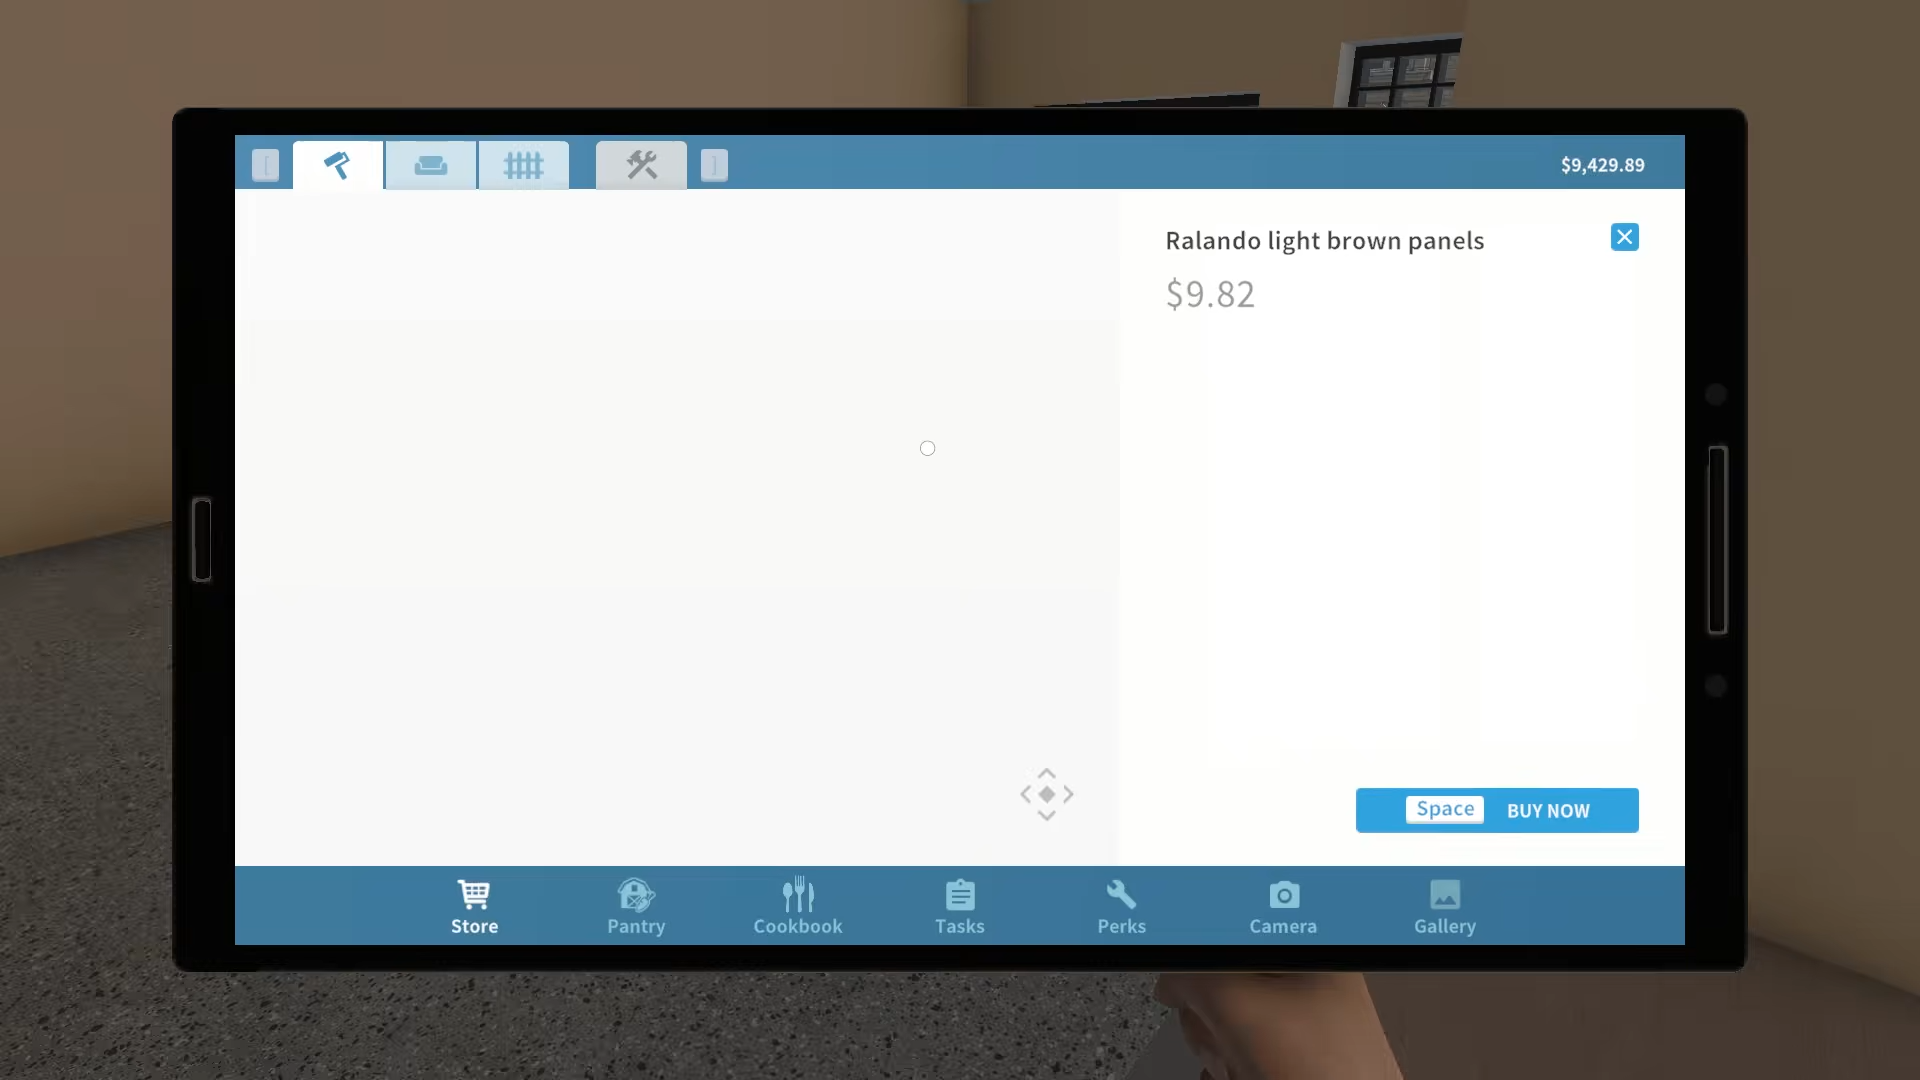 [
]
$9,429.89
Ralando light brown panels
$9.82
Space BUY NOW
Store
Pantry
Cookbook
Tasks
Perks
Camera
Gallery